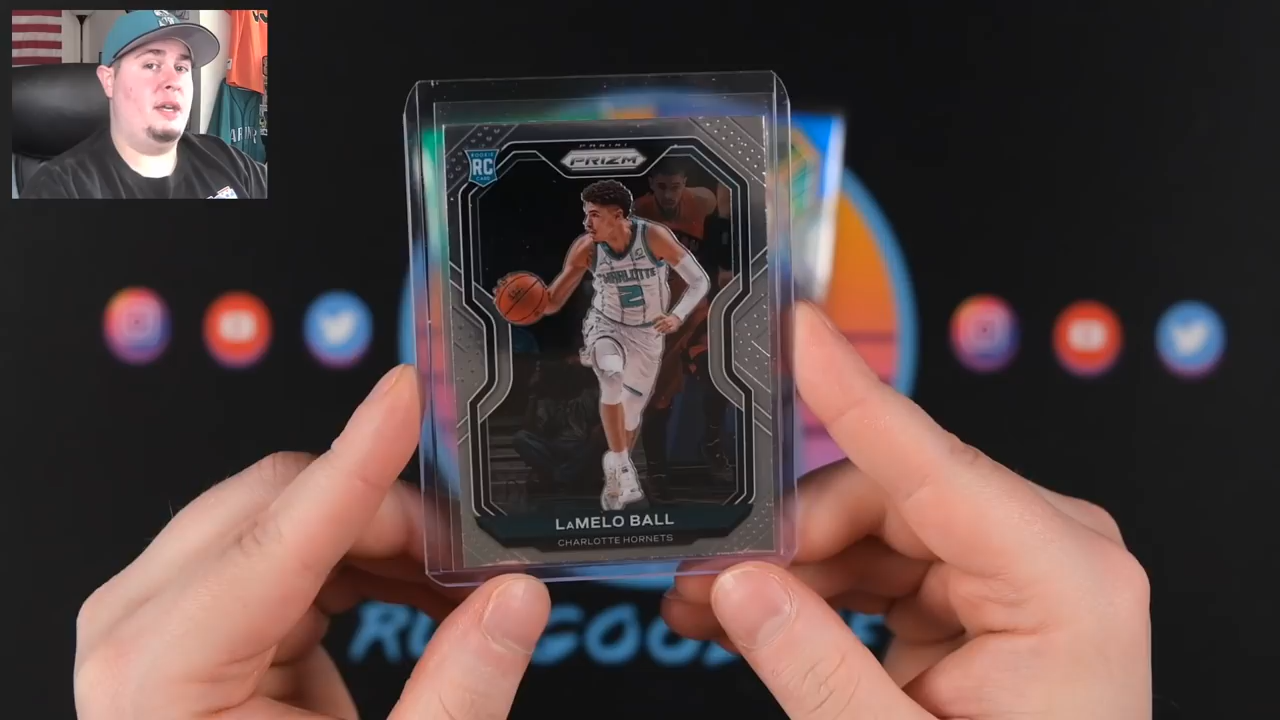 PANINI
PRIZM
ROOKIE
RC
CARD
CHARLOTTE
2
LaMELO BALL
CHARLOTTE HORNETS